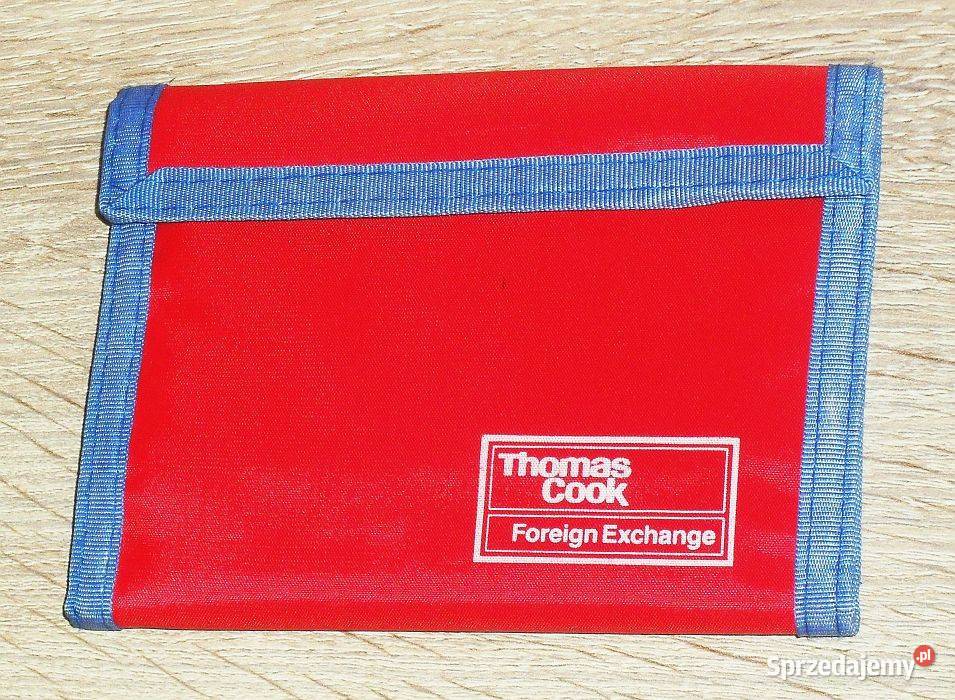 Thomas
Cook
Foreign Exchange
Sprzedajemy.pl